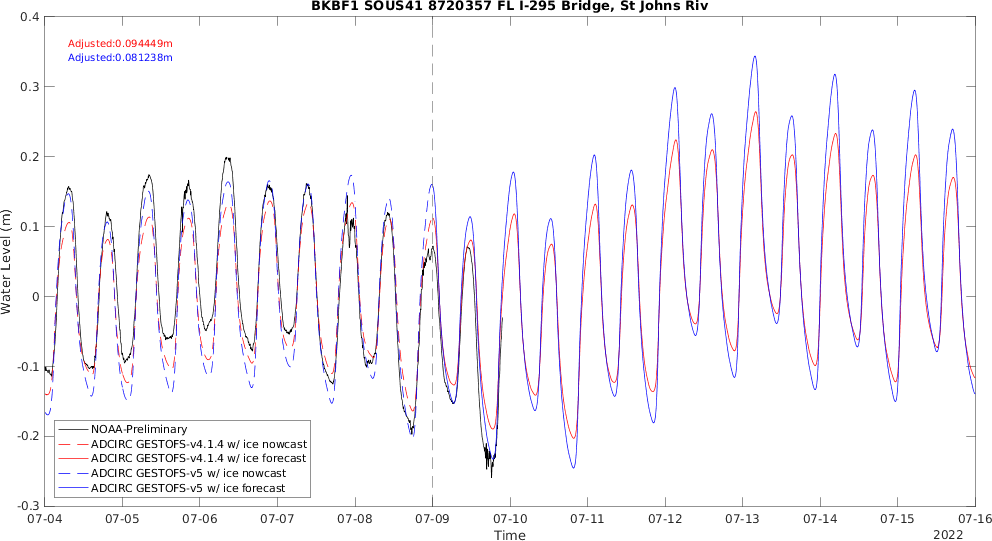 BKBF1 SOUS41 8720357 FL I-295 Bridge, St Johns Riv
Adjusted:0.094449m
Adjusted:0.081238m
0.4
0.3
0.2
0.1
0
-0.1
-0.2
-0.3
Water Level (m)
NOAA-Preliminary
ADCIRC GESTOFS-v4.1.4 w/ ice nowcast
ADCIRC GESTOFS-v4.1.4 w/ ice forecast
ADCIRC GESTOFS-v5 w/ ice nowcast
ADCIRC GESTOFS-v5 w/ ice forecast
07-04 07-05 07-06 07-07 07-08 07-09 07-10 07-11 07-12 07-13 07-14 07-15 07-16
Time
2022